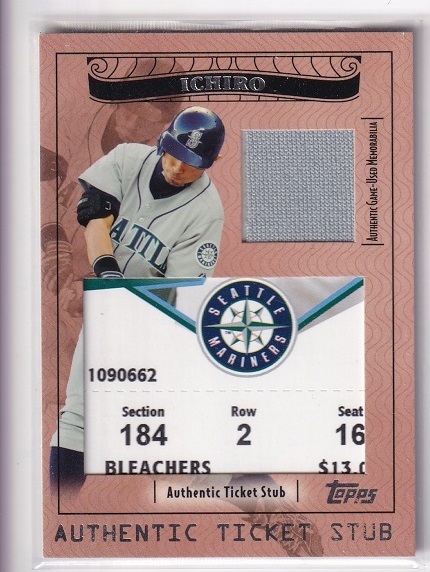 ICHIRO
AUTHENTIC GAME-USED MEMORABILIA
ATTLE
SEATTLE
MARINERS
1090662
Section Row Seat
184 2 16
BLEACHERS $13.0
Authentic Ticket Stub
Topps
AUTHENTIC TICKET STUB